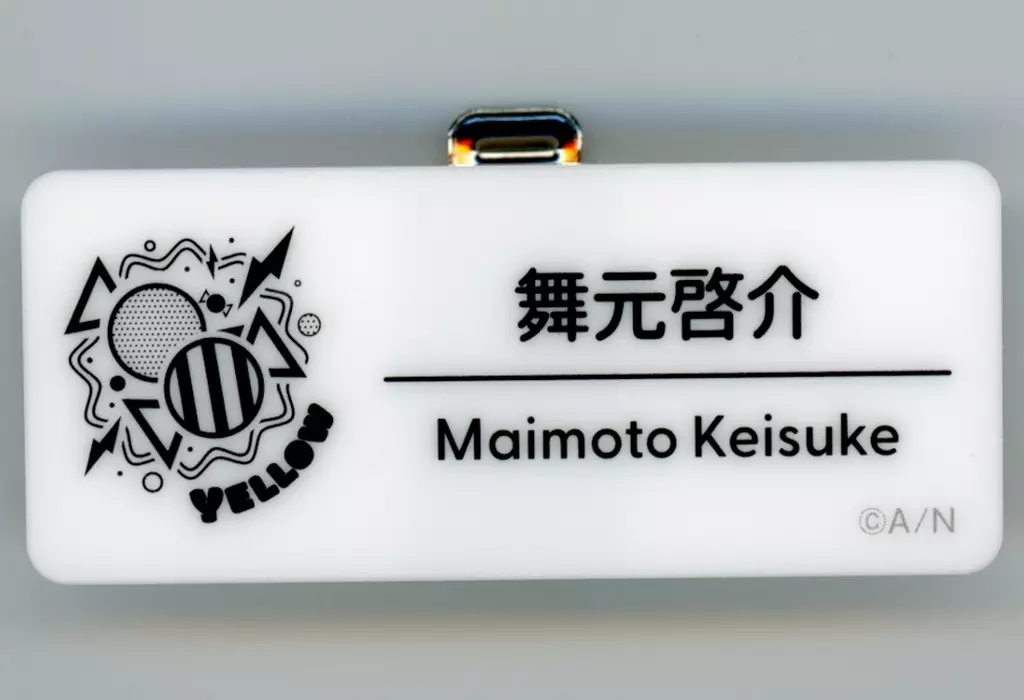 YELLOW
舞元啓介
Maimoto Keisuke
©A/N